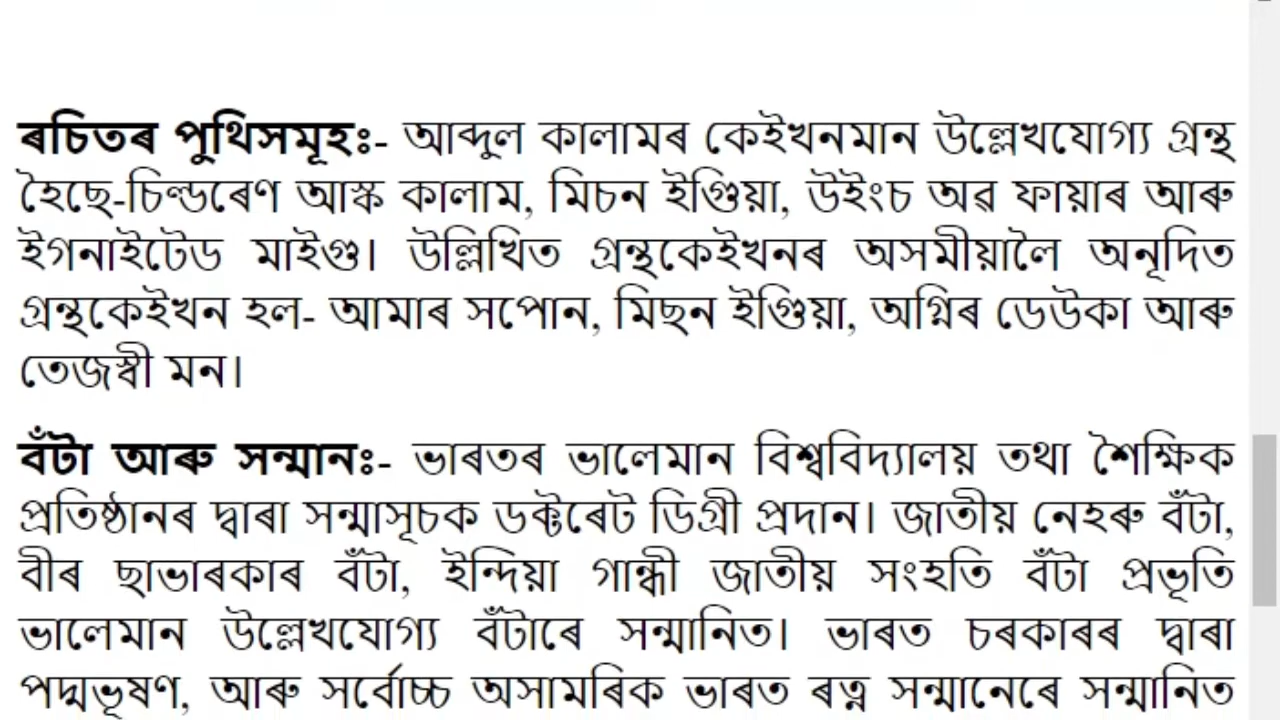 ৰচিতৰ পুথিসমূহঃ- আব্দুল কালামৰ কেইখনমান উল্লেখযোগ্য গ্ৰন্থ
হৈছে-চিল্ডৰেণ আস্ক কালাম, মিচন ইণ্ডিয়া, উইংচ অৱ ফায়াৰ আৰু
ইগনাইটেড মাইণ্ড। উল্লিখিত গ্ৰন্থকেইখনৰ অসমীয়ালৈ অনূদিত
গ্ৰন্থকেইখন হল- আমাৰ সপোন, মিছন ইণ্ডিয়া, অগ্নিৰ ডেউকা আৰু
তেজস্বী মন।
বঁটা আৰু সন্মানঃ- ভাৰতৰ ভালেমান বিশ্ববিদ্যালয় তথা শৈক্ষিক
প্ৰতিষ্ঠানৰ দ্বাৰা সন্মাসূচক ডক্টৰেট ডিগ্ৰী প্ৰদান। জাতীয় নেহৰু বঁটা,
বীৰ ছাভাৰকাৰ বঁটা, ইন্দিয়া গান্ধী জাতীয় সংহতি বঁটা প্ৰভৃতি
ভালেমান উল্লেখযোগ্য বঁটাৰে সন্মানিত। ভাৰত চৰকাৰৰ দ্বাৰা
পদ্মভূষণ, আৰু সৰ্বোচ্চ অসামৰিক ভাৰত ৰত্ন সন্মানেৰে সন্মানিত